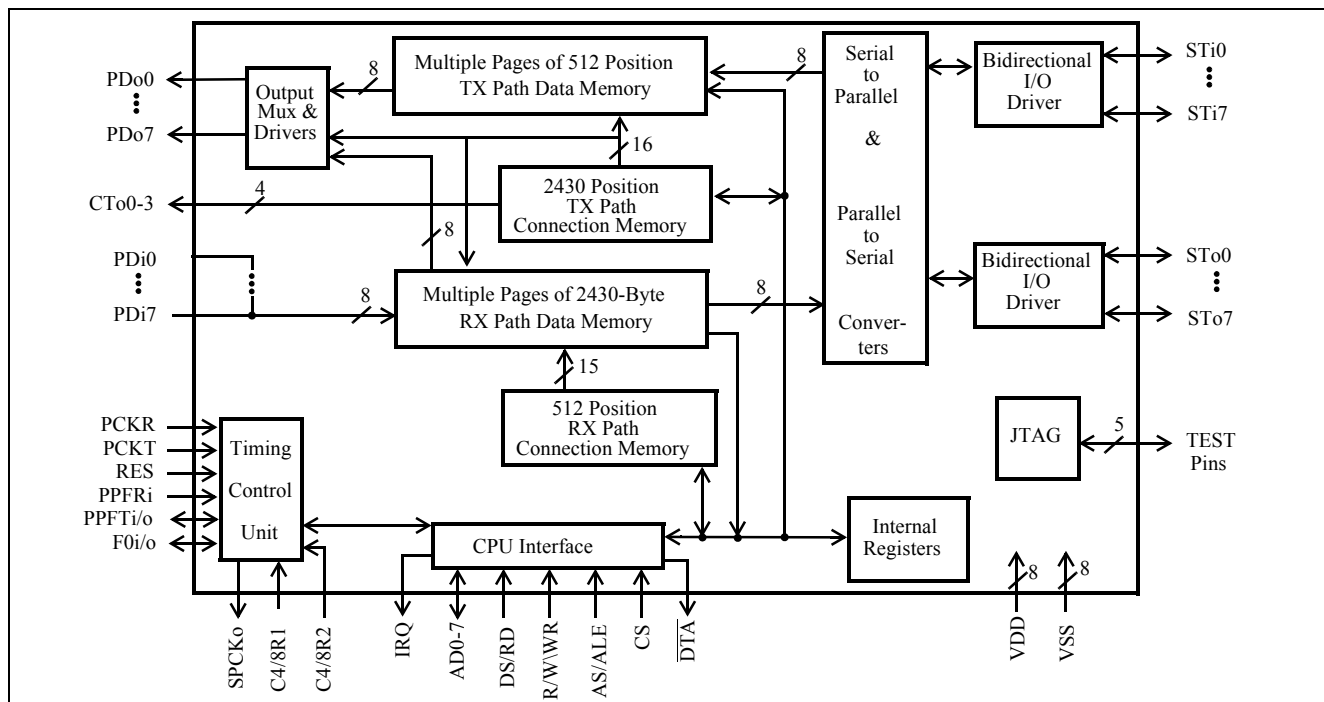 PDo0
PDo7
CTo0-3
PDi0
PDi7
PCKR
PCKT
RES
PPFRi
PPFTi/o
F0i/o
Output
Mux &
Drivers
8
Multiple Pages of 512 Position
TX Path Data Memory
8
16
4
2430 Position
TX Path
Connection Memory
8
8
Multiple Pages of 2430-Byte
RX Path Data Memory
8
15
512 Position
RX Path
Connection Memory
Serial
to
Parallel
&
Parallel
to
Serial
Conver-
ters
Bidirectional
I/O
Driver
STi0
STi7
Bidirectional
I/O
Driver
STo0
STo7
JTAG
5
TEST
Pins
Timing
Control
Unit
CPU Interface
Internal
Registers
8
8
SPCKo
C4/8R1
C4/8R2
IRQ
AD0-7
DS/RD
R/W\WR
AS/ALE
CS
DTA
VDD
VSS